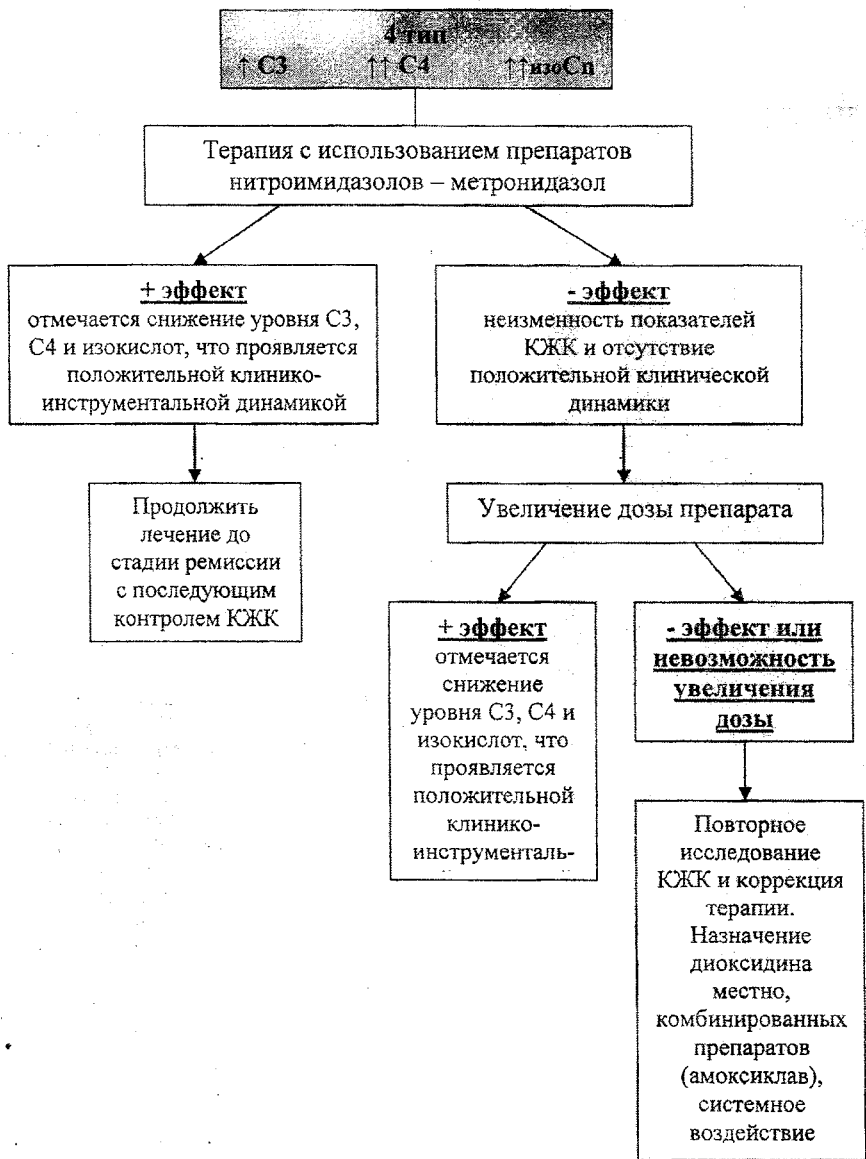 4 тип
↑ С3 ↑↑ С4 ↑↑изоСn
Терапия с использованием препаратов
нитроимидазолов – метронидазол
+ эффект
отмечается снижение уровня С3,
С4 и изокислот, что проявляется
положительной клинико-
инструментальной динамикой
- эффект
неизменность показателей
КЖК и отсутствие
положительной клинической
динамики
Продолжить
лечение до
стадии ремиссии
с последующим
контролем КЖК
Увеличение дозы препарата
+ эффект
отмечается
снижение
уровня С3, С4 и
изокислот, что
проявляется
положительной
клинико-
инструменталь-
- эффект или
невозможность
увеличения
дозы
Повторное
исследование
КЖК и коррекция
терапии.
Назначение
диоксидина
местно,
комбинированных
препаратов
(амоксиклав),
системное
воздействие